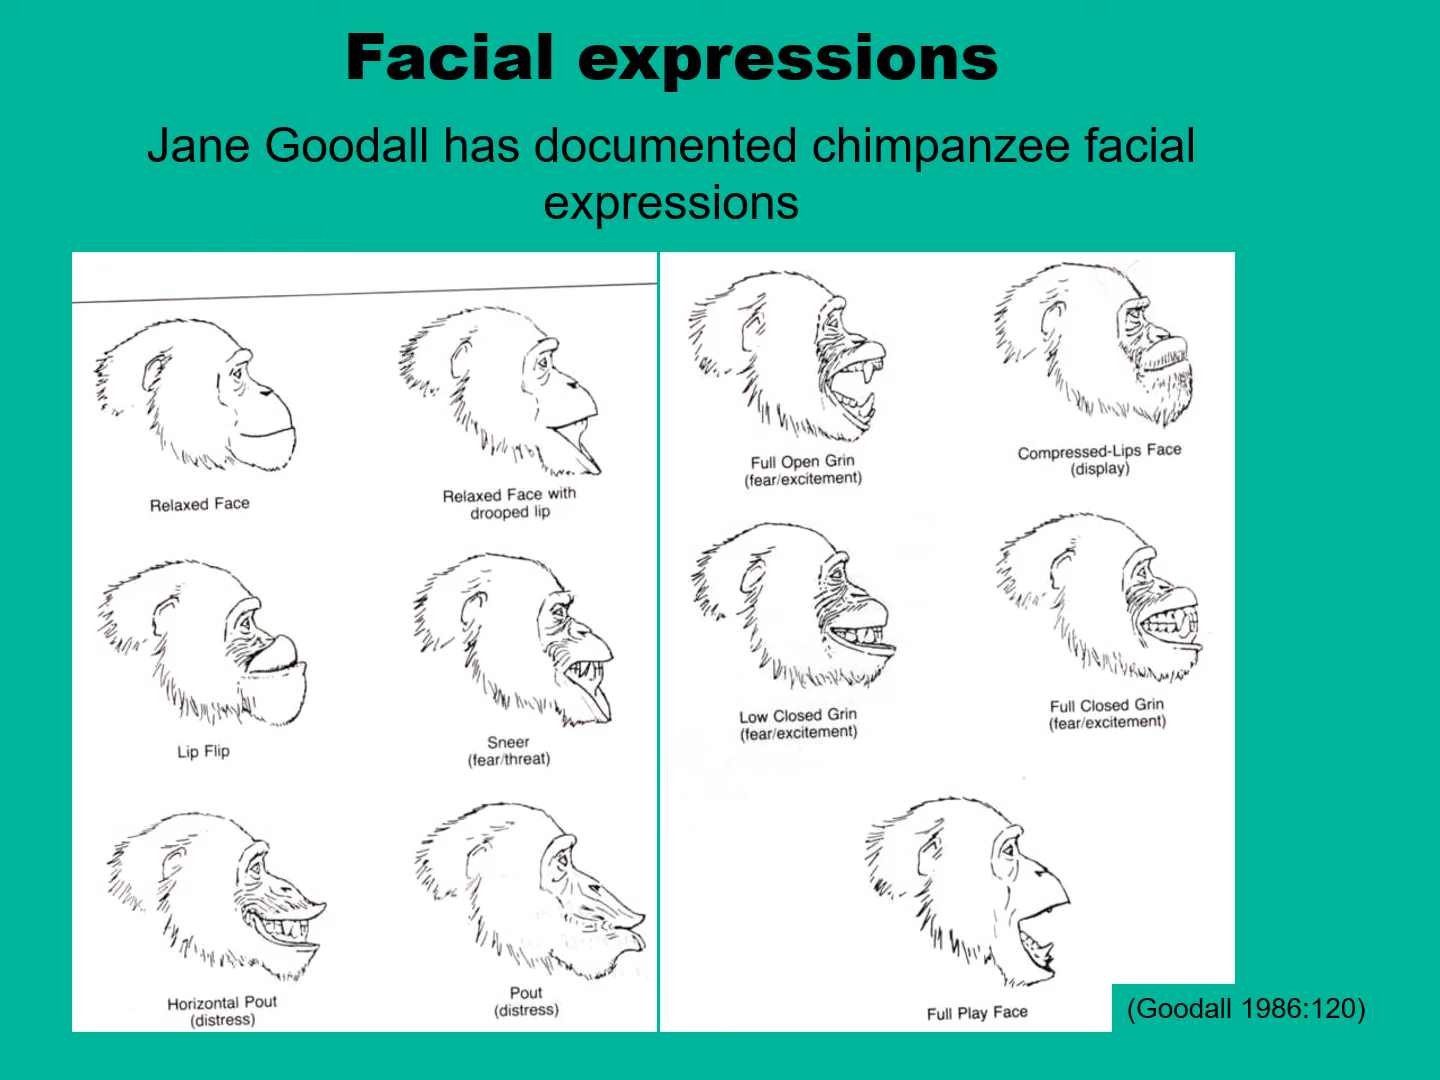 Facial expressions
Jane Goodall has documented chimpanzee facial
expressions
Relaxed Face
Relaxed Face with
drooped lip
Lip Flip
Sneer
(fear/threat)
Horizontal Pout
(distress)
Pout
(distress)
Full Open Grin
(fear/excitement)
Compressed-Lips Face
(display)
Low Closed Grin
(fear/excitement)
Full Closed Grin
(fear/excitement)
Full Play Face
(Goodall 1986:120)